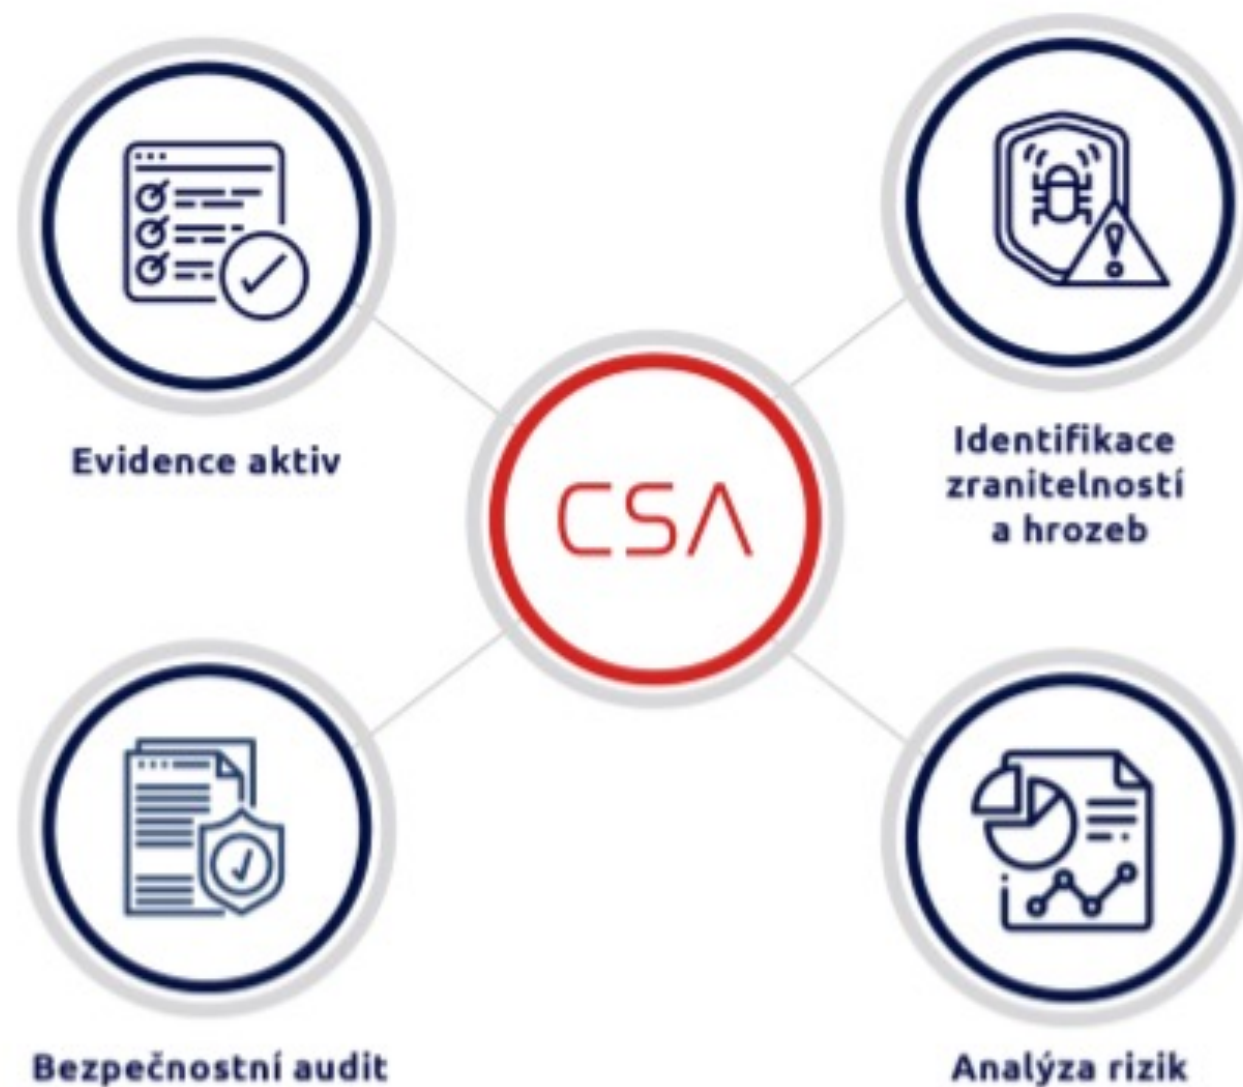 Evidence aktiv
Identifikace
zranitelností
a hrozeb
CSA
Bezpečnostní audit
Analýza rizik